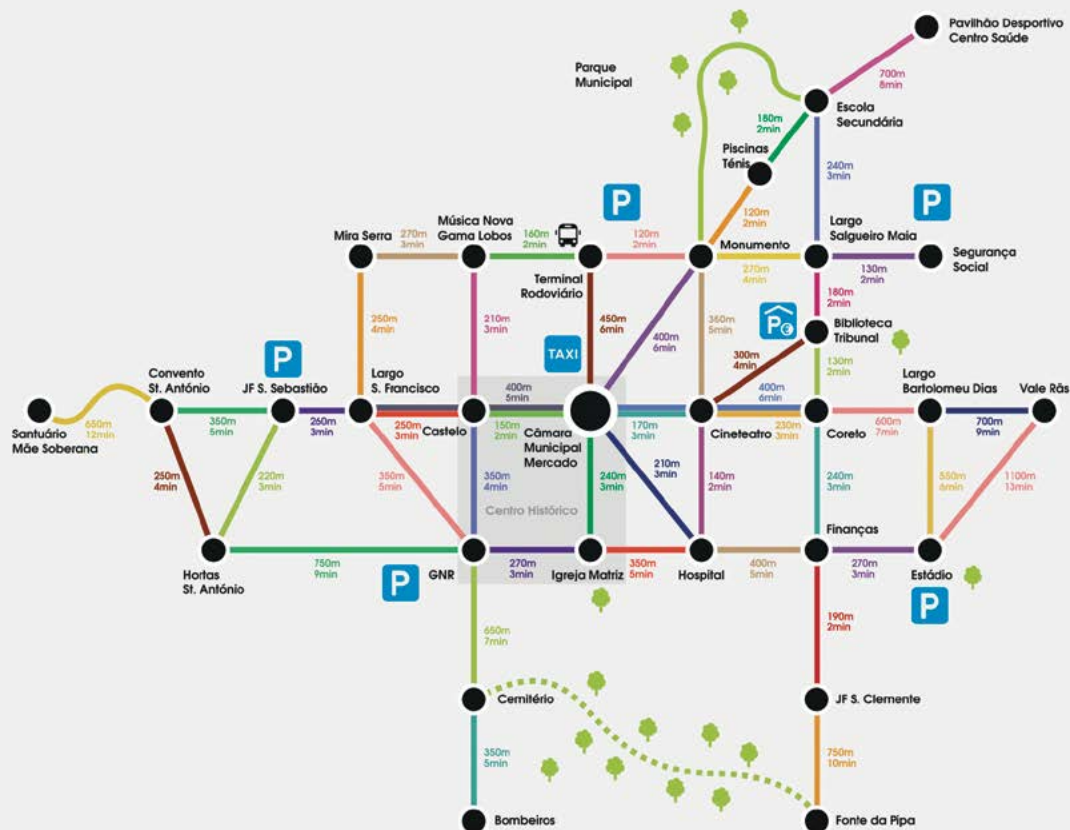 Pavilhão Desportivo
Centro Saúde
Parque
Municipal
700m
8min
Escola
Secundária
180m
2min
Piscinas
Ténis
240m
3min
P
P
Música Nova
Gama Lobos
Mira Serra
270m
3min
160m
2min
120m
2min
120m
2min
Largo
Salgueiro Maia
Monumento
270m
4min
130m
2min
Segurança
Social
Terminal
Rodoviário
180m
2min
250m
4min
210m
3min
450m
6min
400m
6min
360m
5min
P€
Biblioteca
Tribunal
TAXI
300m
4min
130m
2min
P
Convento
St. António
JF S. Sebastião
Largo
S. Francisco
400m
5min
400m
6min
Largo
Bartolomeu Dias
Vale Rãs
Santuário
Mãe Soberana
650m
12min
350m
5min
260m
3min
250m
3min
Castelo
150m
2min
Câmara
Municipal
Mercado
170m
3min
Cineteatro
230m
3min
Coreto
600m
7min
700m
9min
250m
4min
220m
3min
350m
5min
350m
4min
240m
3min
210m
3min
140m
2min
240m
3min
550m
6min
1100m
13min
Centro Histórico
Finanças
Hortas
St. António
750m
9min
P
GNR
270m
3min
Igreja Matriz
350m
5min
Hospital
400m
5min
270m
3min
Estádio
P
650m
7min
190m
2min
Cemitério
JF S. Clemente
350m
5min
750m
10min
Bombeiros
Fonte da Pipa